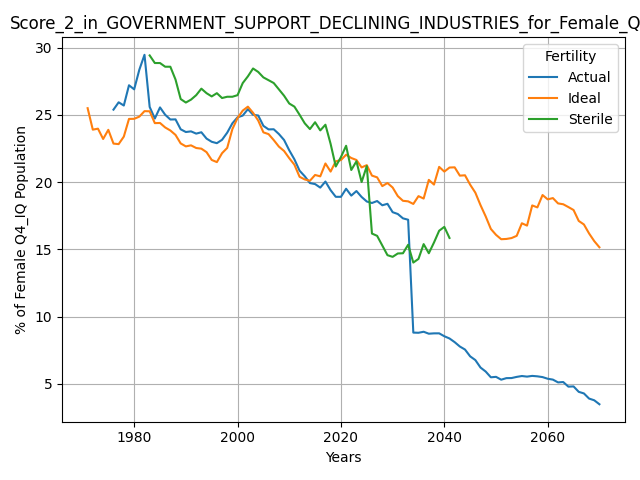 Score_2_in_GOVERNMENT_SUPPORT_DECLINING_INDUSTRIES_for_Female_Q
Fertility
Actual
Ideal
Sterile
% of Female Q4_IQ Population
30
25
20
15
10
5
1980 2000 2020 2040 2060
Years